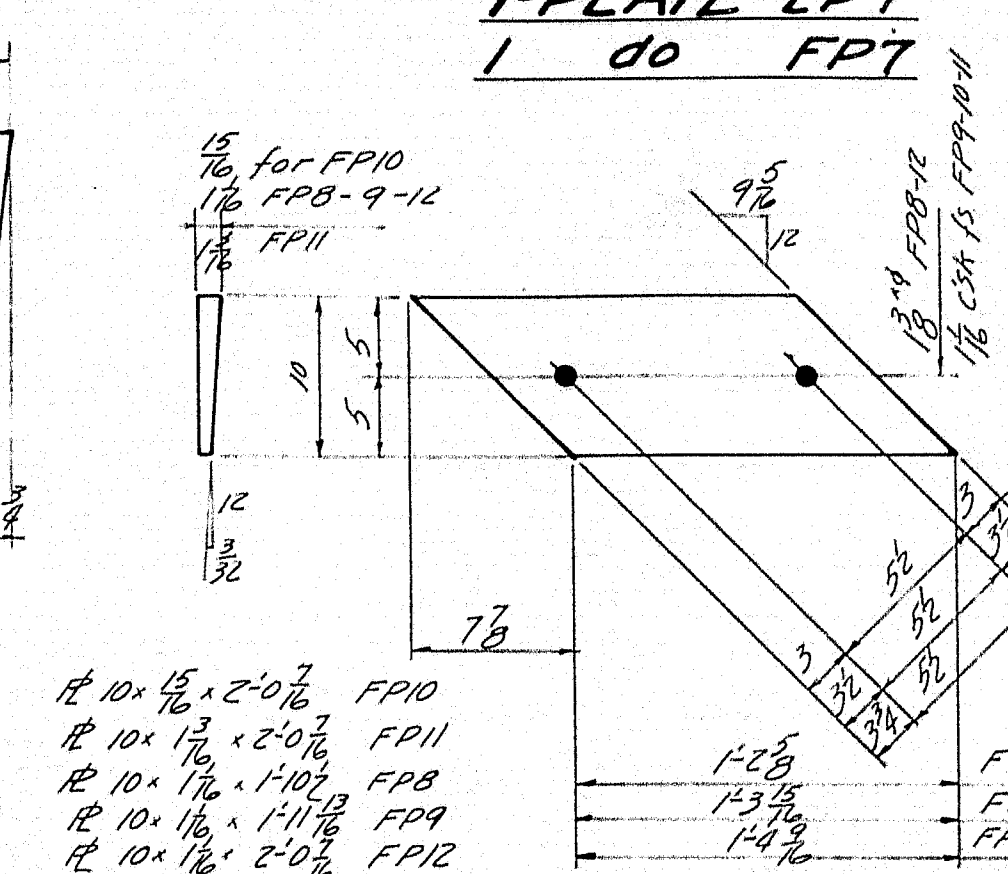 1 do FP7
15/16 for FP10
1 1/16 FP8-9-12
1 3/16 FP11
9 5/16
12
1 3/8 ϕ FP8-12
1 1/16 C'SK fs FP9-10-11
10
5
5
12
3/32
7 7/8
3
3 1/2
3 3/4
5 1/2
5 1/2
5 1/2
3
1'-2 5/8
1'-3 15/16
1'-4 9/16
PL 10 x 15/16 x 2'-0 7/16 FP10
PL 10 x 1 3/16 x 2'-0 7/16 FP11
PL 10 x 1 1/16 x 1'-10 1/2 FP8
PL 10 x 1 1/16 x 1'-11 13/16 FP9
PL 10 x 1 1/16 x 2'-0 7/16 FP12